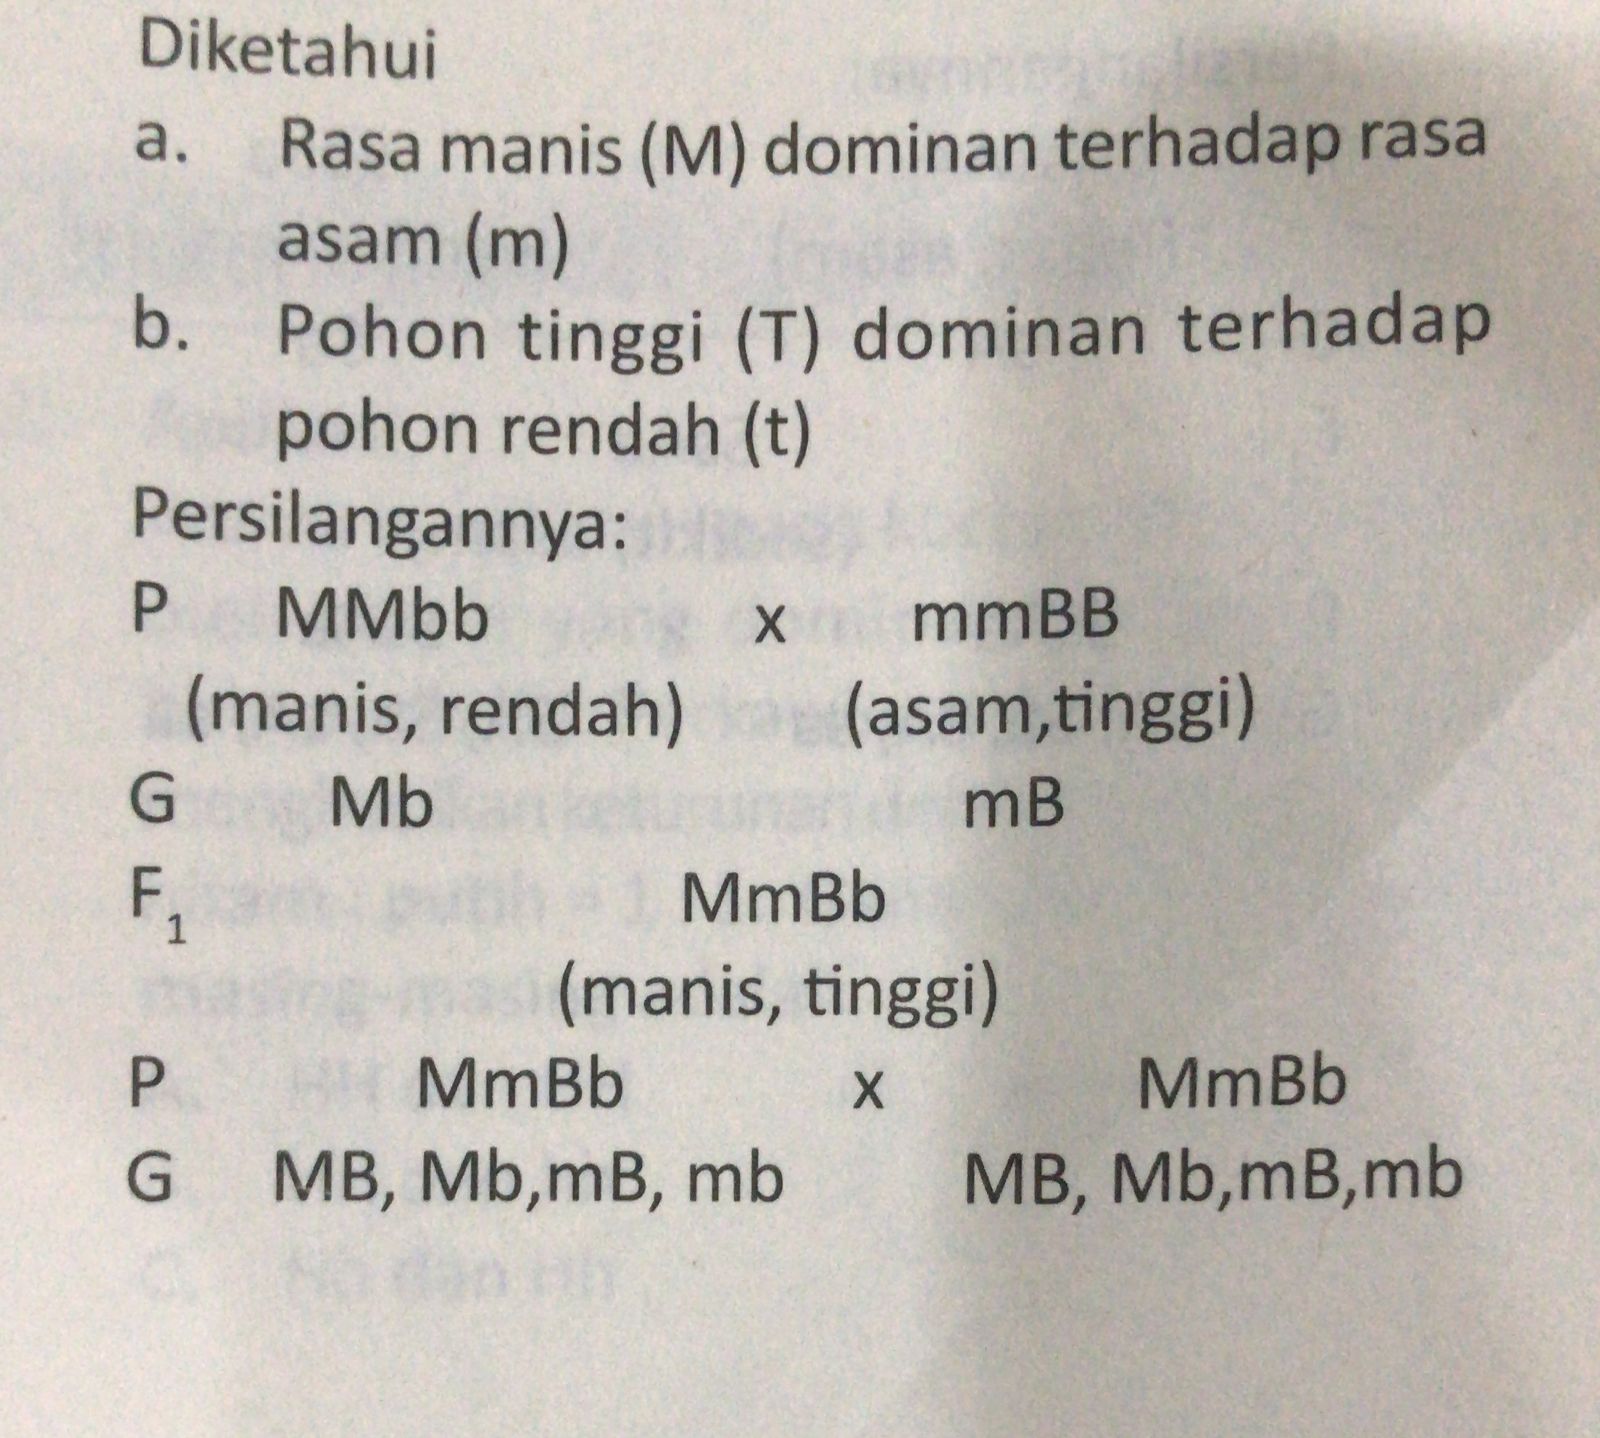 Diketahui
a. Rasa manis (M) dominan terhadap rasa
asam (m)
b. Pohon tinggi (T) dominan terhadap
pohon rendah (t)
Persilangannya:
P MMbb x mmBB
(manis, rendah) (asam,tinggi)
G Mb mB
F1 MmBb
(manis, tinggi)
P MmBb x MmBb
G MB, Mb,mB, mb MB, Mb,mB,mb